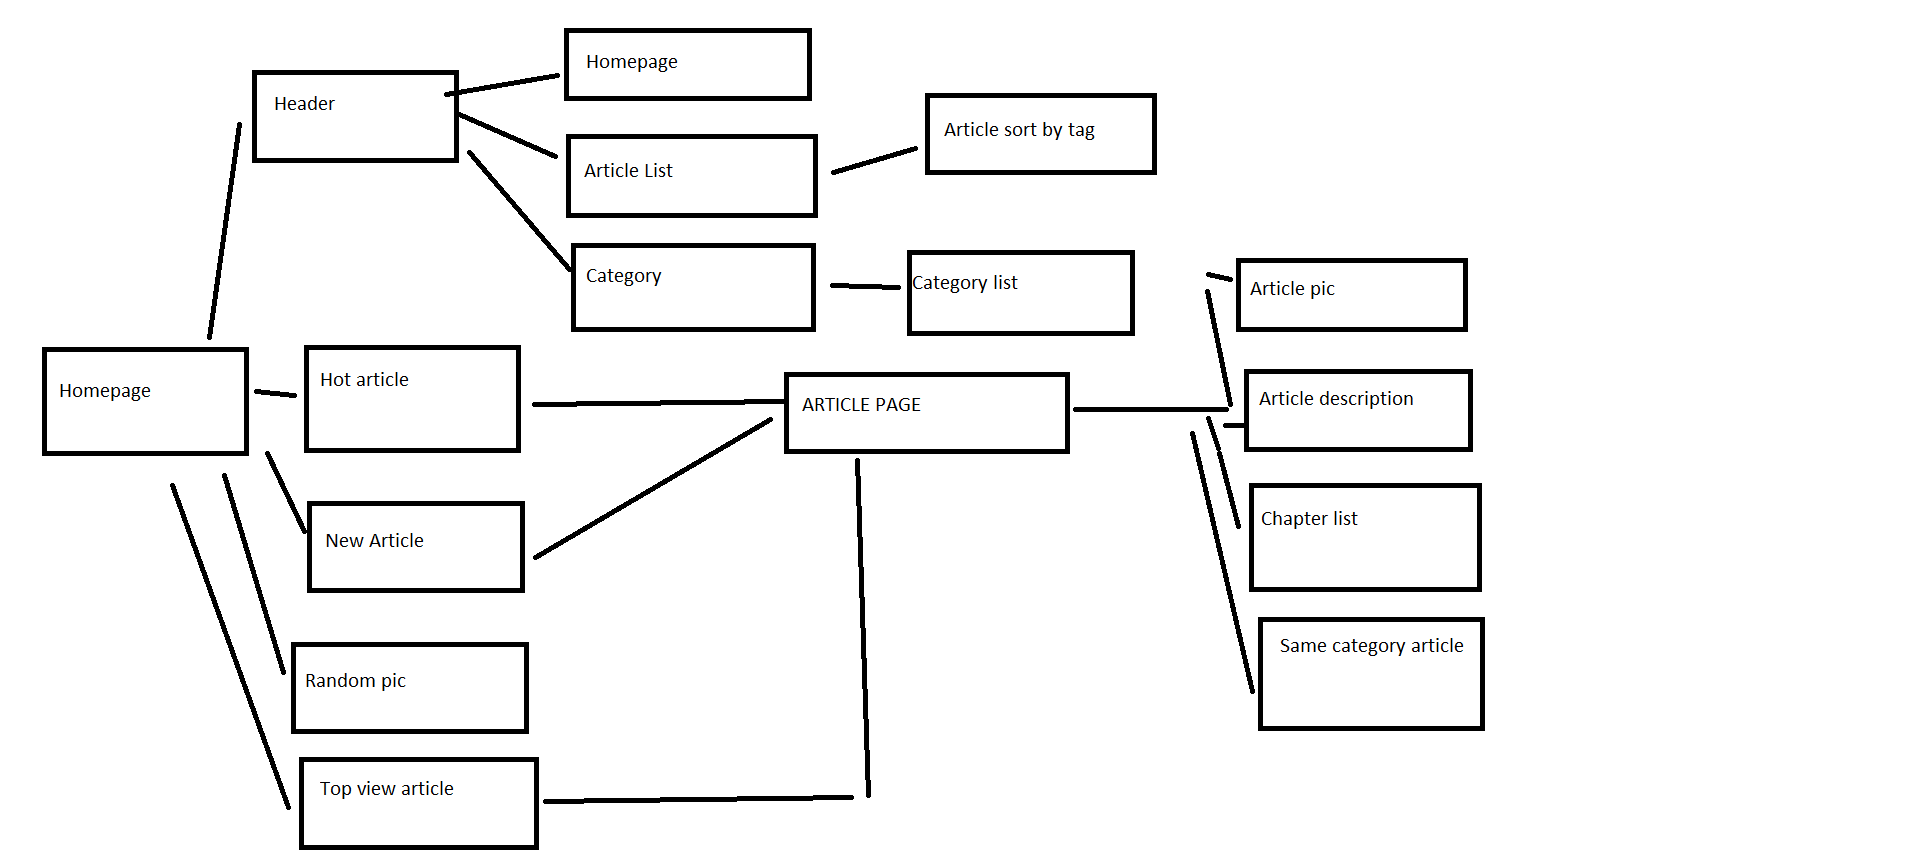 Homepage
Header
Article sort by tag
Article List
Category
Category list
Article pic
Hot article
Homepage
ARTICLE PAGE
Article description
Chapter list
New Article
Same category article
Random pic
Top view article